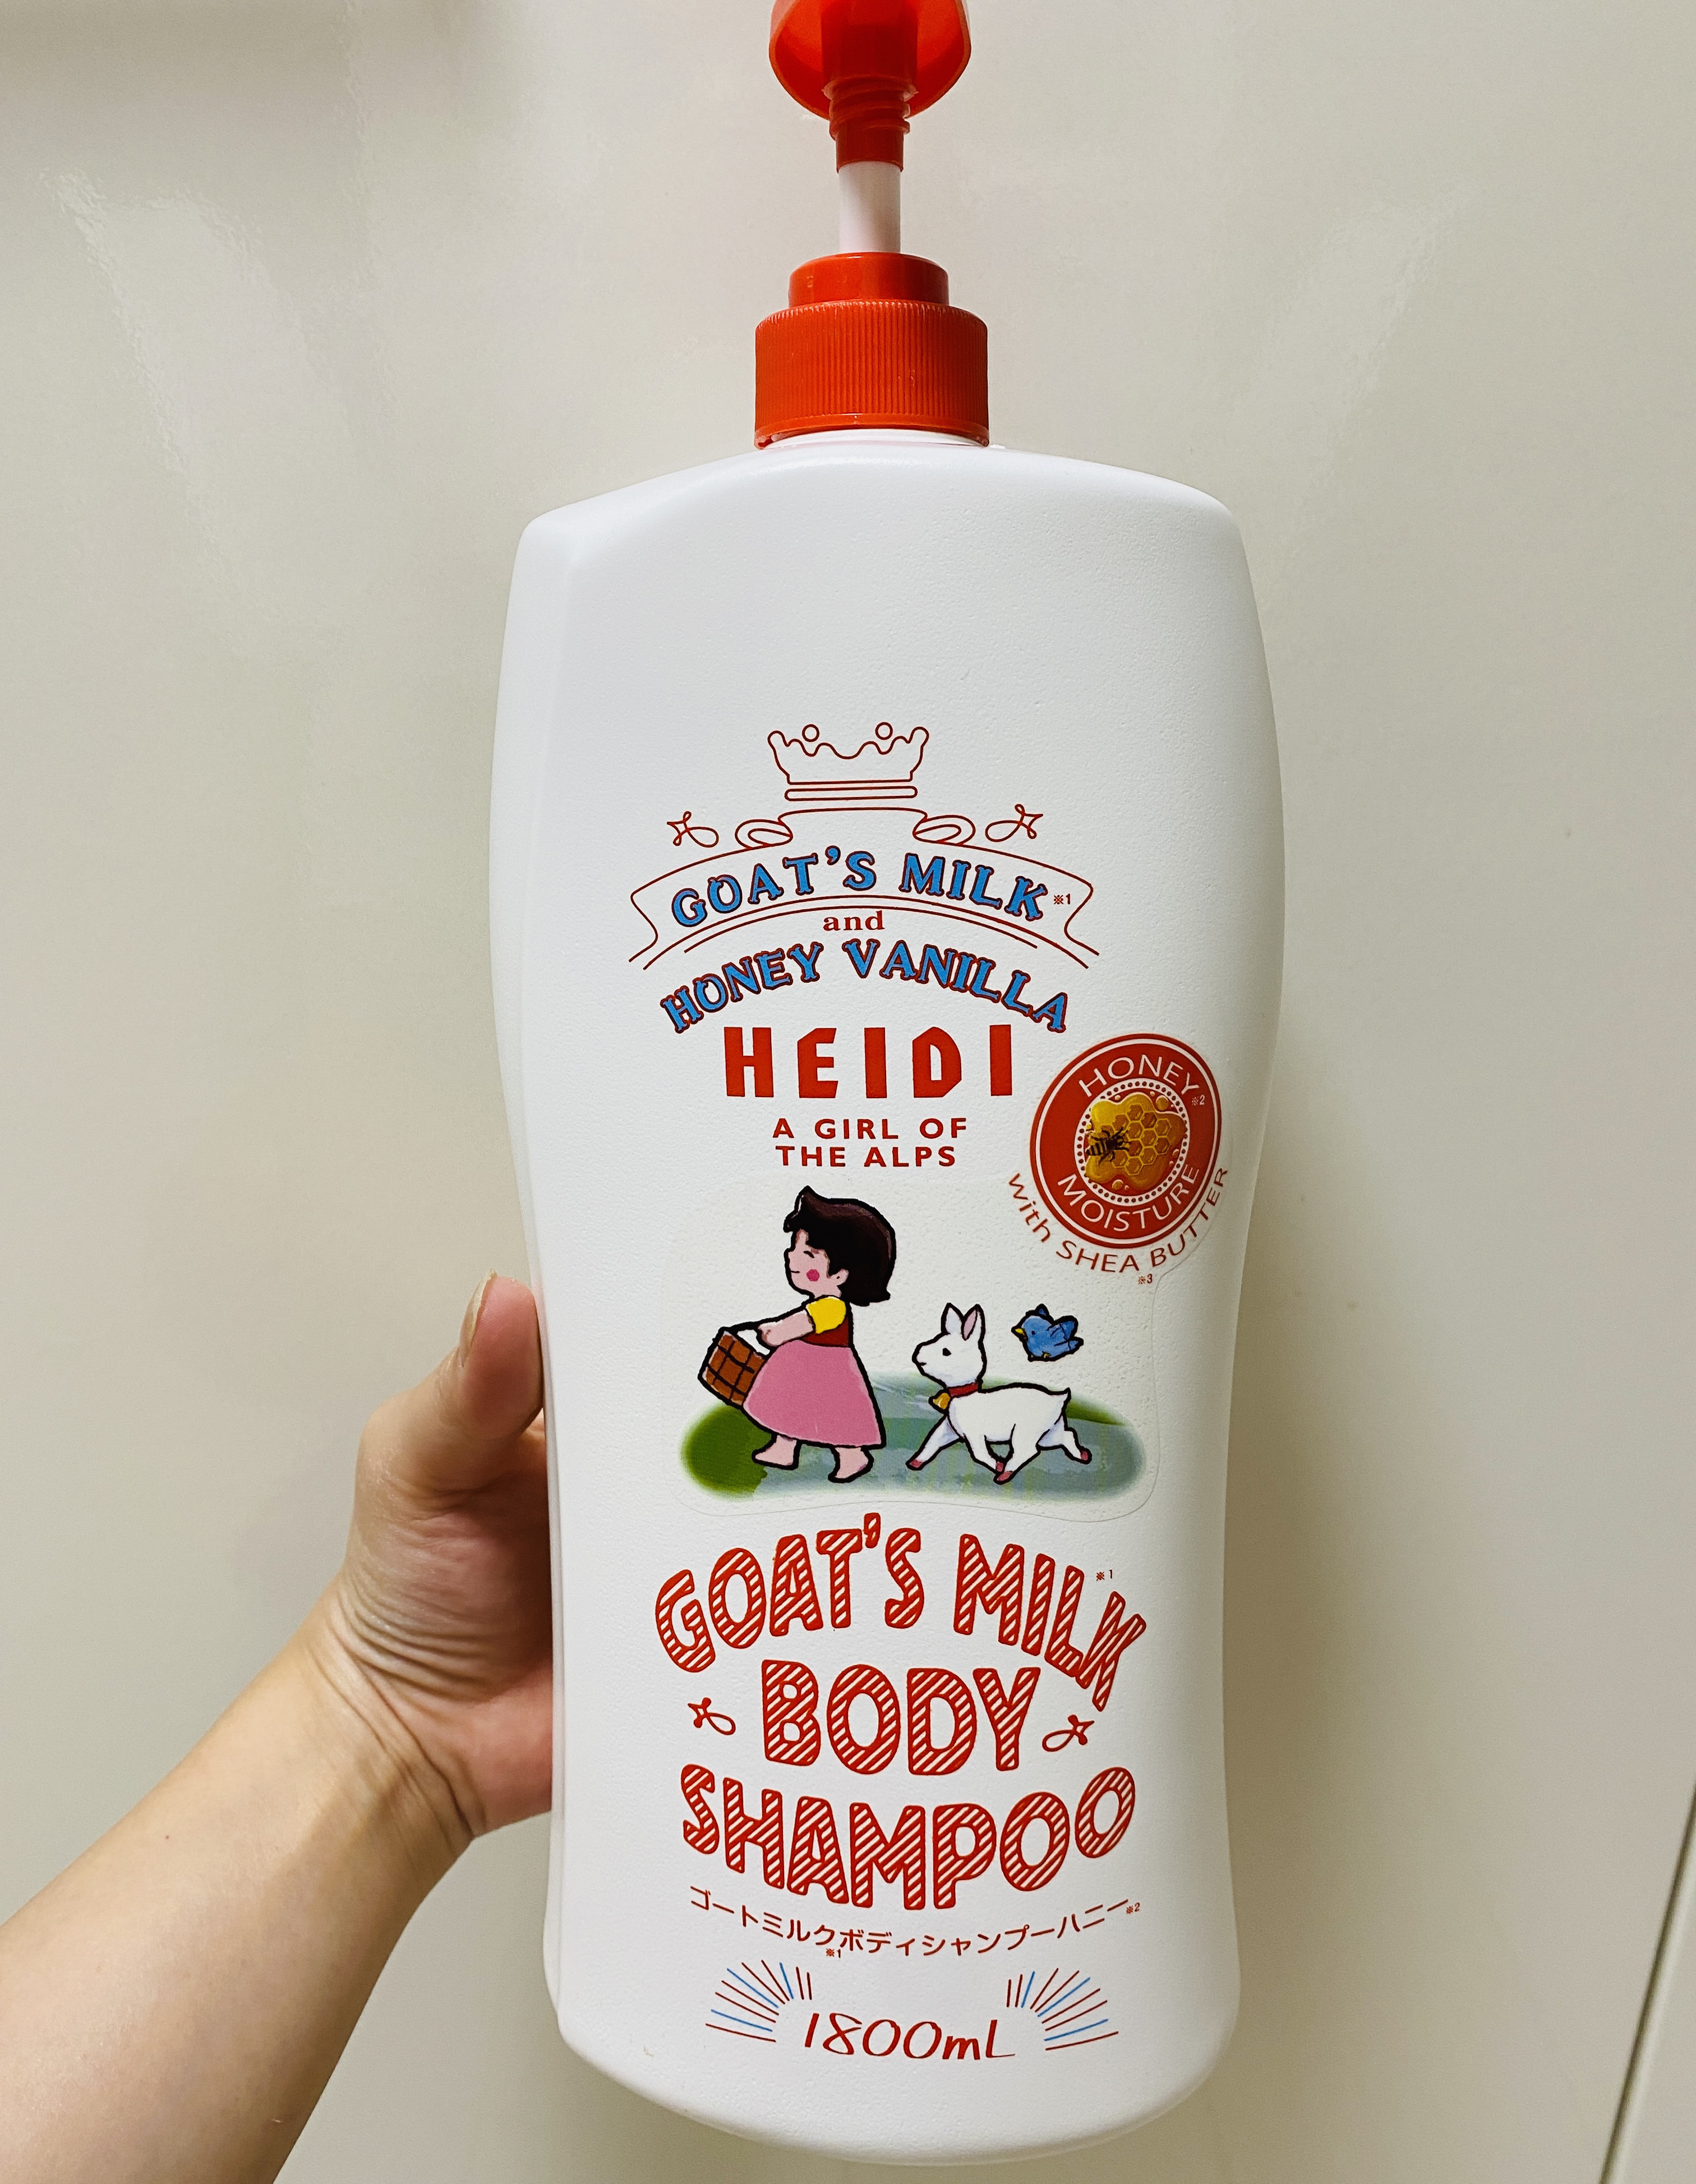 GOAT'S MILK ※1
and
HONEY VANILLA
HEIDI
A GIRL OF
THE ALPS
HONEY ※2
MOISTURE
with SHEA BUTTER
※3
GOAT'S MILK ※1
BODY
SHAMPOO
ゴートミルクボディシャンプーハニー※2
※1
1800mL